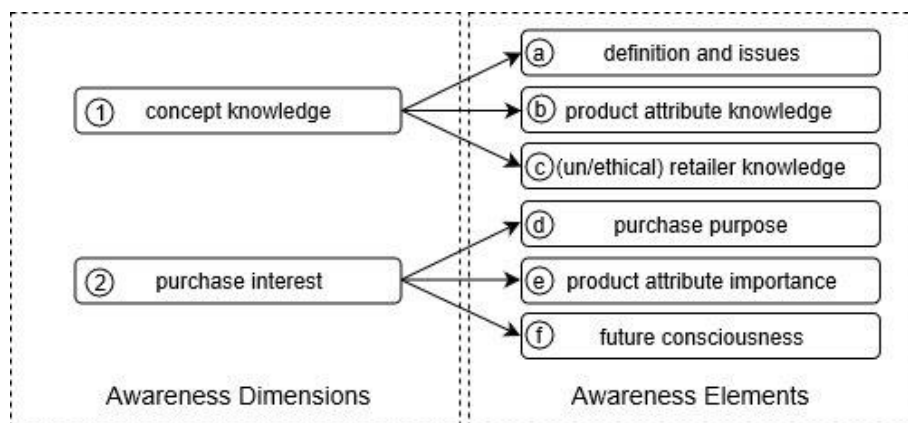 ① concept knowledge
② purchase interest
Awareness Dimensions
ⓐ definition and issues
ⓑ product attribute knowledge
ⓒ (un/ethical) retailer knowledge
ⓓ purchase purpose
ⓔ product attribute importance
ⓕ future consciousness
Awareness Elements